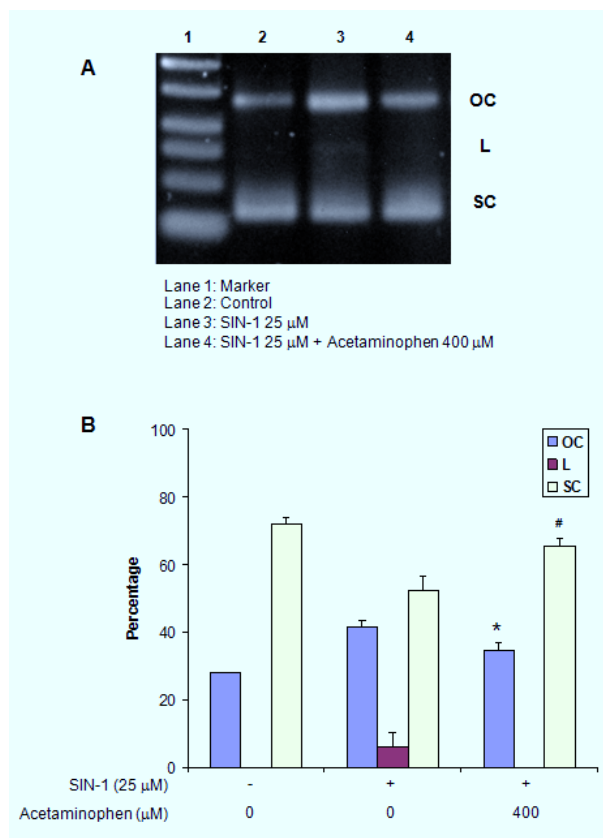 1 2 3 4
A
OC
L
SC
Lane 1: Marker
Lane 2: Control
Lane 3: SIN-1 25 μM
Lane 4: SIN-1 25 μM + Acetaminophen 400 μM
B
100
80
60
40
20
0
Percentage
OC
L
SC
*
#
SIN-1 (25 μM) - + +
Acetaminophen (μM) 0 0 400